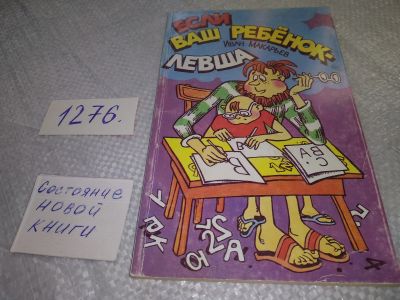 ЕСЛИ
ВАШ РЕБЁНОК-
ИВАН МАКАРЬЕВ
ЛЕВША
1276.
Состояние
НОВОЙ
КНИГИ